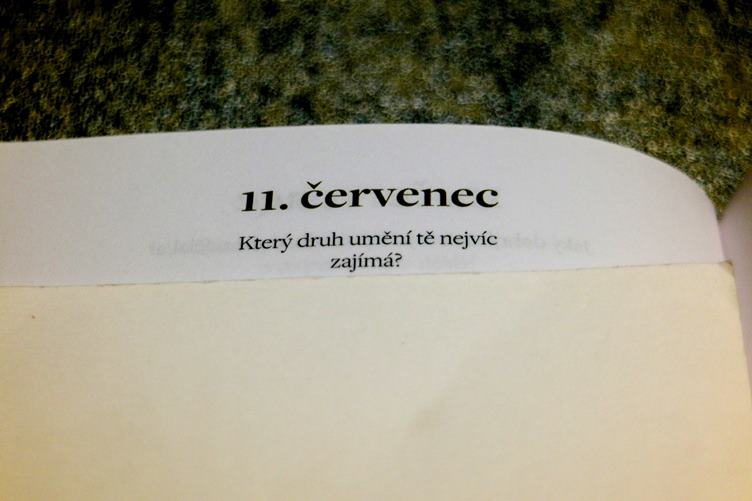 11. červenec
Který druh umění tě nejvíc
zajímá?